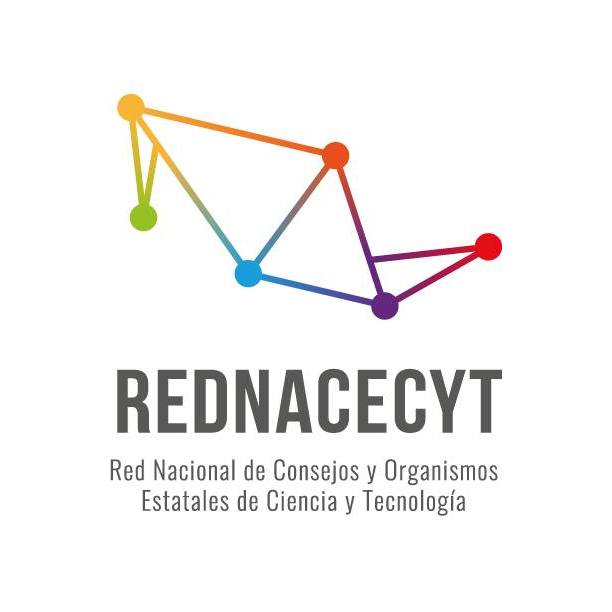 REDNACECYT
Red Nacional de Consejos y Organismos
Estatales de Ciencia y Tecnología